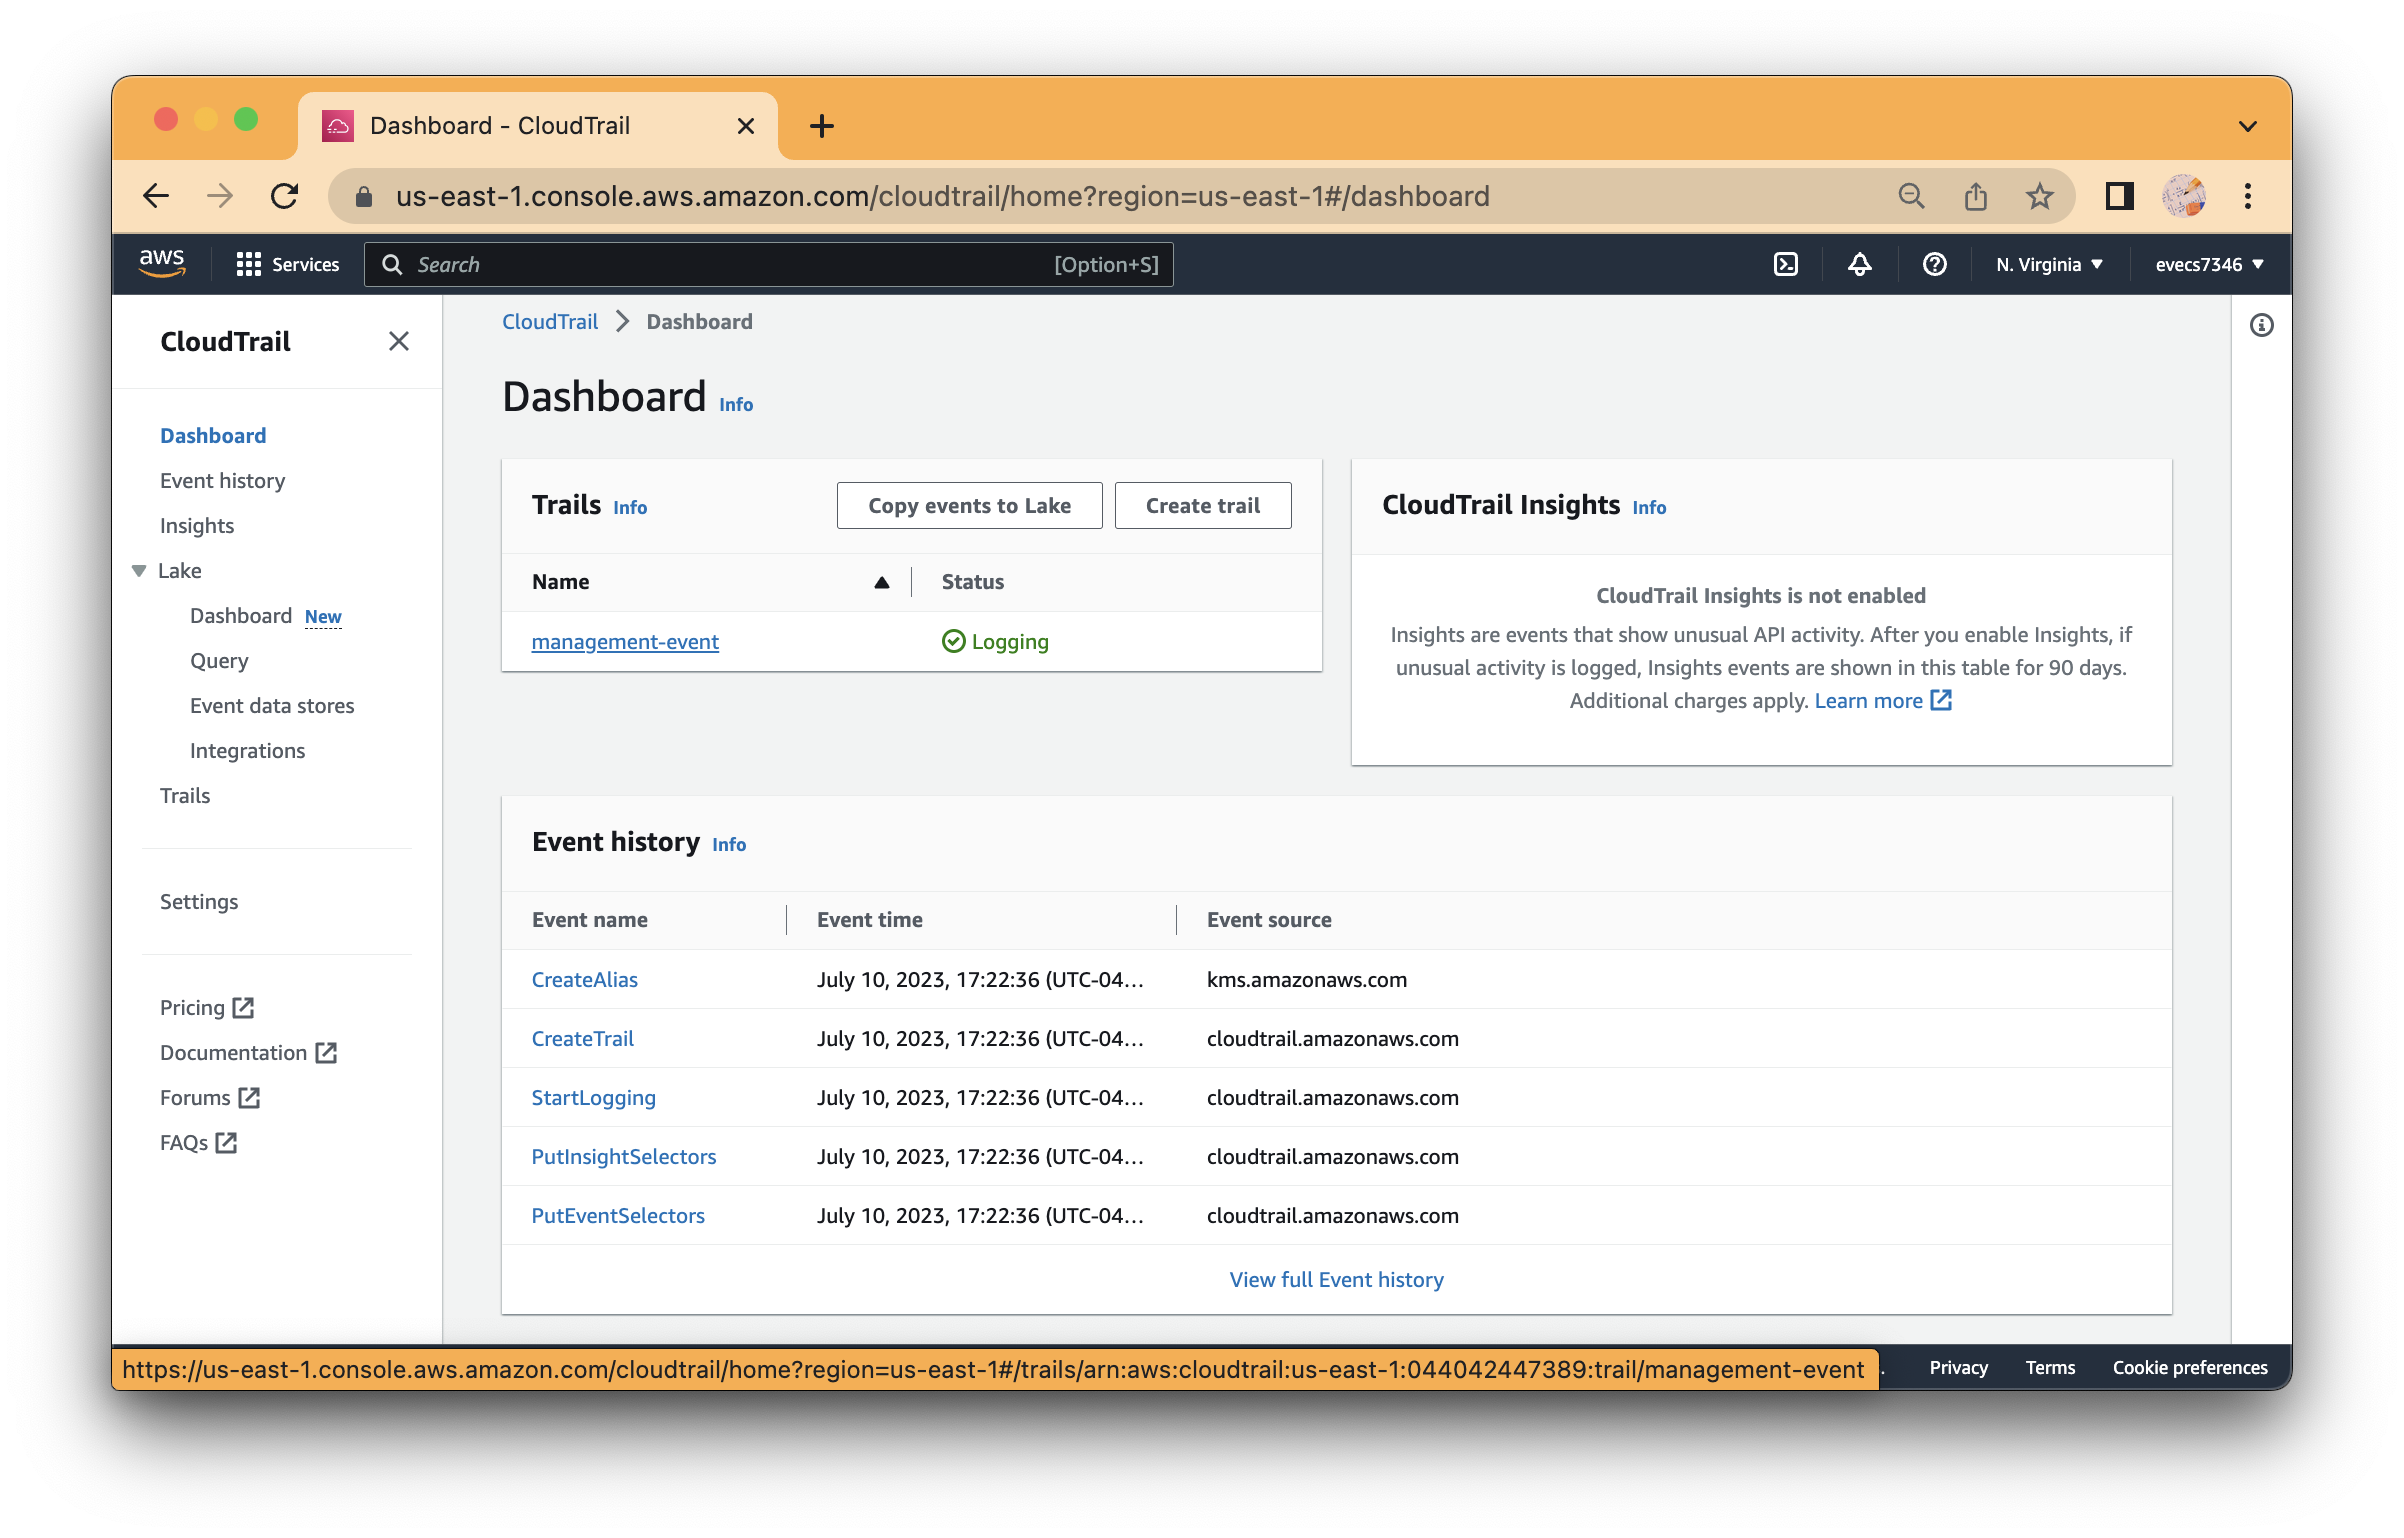 Dashboard - CloudTrail
us-east-1.console.aws.amazon.com/cloudtrail/home?region=us-east-1#/dashboard
aws Services Search [Option+S] N. Virginia evecs7346
CloudTrail
Dashboard
Event history
Insights
Lake
Dashboard New
Query
Event data stores
Integrations
Trails
Settings
Pricing
Documentation
Forums
FAQs
CloudTrail Dashboard
Dashboard Info
Trails Info Copy events to Lake Create trail
Name Status
management-event Logging
CloudTrail Insights Info
CloudTrail Insights is not enabled
Insights are events that show unusual API activity. After you enable Insights, if
unusual activity is logged, Insights events are shown in this table for 90 days.
Additional charges apply. Learn more
Event history Info
Event name Event time Event source
CreateAlias July 10, 2023, 17:22:36 (UTC-04… kms.amazonaws.com
CreateTrail July 10, 2023, 17:22:36 (UTC-04… cloudtrail.amazonaws.com
StartLogging July 10, 2023, 17:22:36 (UTC-04… cloudtrail.amazonaws.com
PutInsightSelectors July 10, 2023, 17:22:36 (UTC-04… cloudtrail.amazonaws.com
PutEventSelectors July 10, 2023, 17:22:36 (UTC-04… cloudtrail.amazonaws.com
View full Event history
https://us-east-1.console.aws.amazon.com/cloudtrail/home?region=us-east-1#/trails/arn:aws:cloudtrail:us-east-1:044042447389:trail/management-event
Privacy Terms Cookie preferences